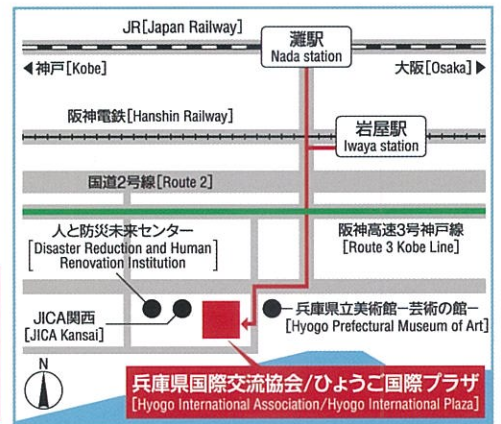 JR[Japan Railway]
灘駅
Nada station
神戸[Kobe]
大阪[Osaka]
阪神電鉄[Hanshin Railway]
岩屋駅
Iwaya station
国道2号線[Route 2]
人と防災未来センター
[Disaster Reduction and Human
Renovation Institution]
阪神高速3号神戸線
[Route 3 Kobe Line]
JICA関西
[JICA Kansai]
兵庫県立美術館－芸術の館－
[Hyogo Prefectural Museum of Art]
N
兵庫県国際交流協会/ひょうご国際プラザ
[Hyogo International Association/Hyogo International Plaza]